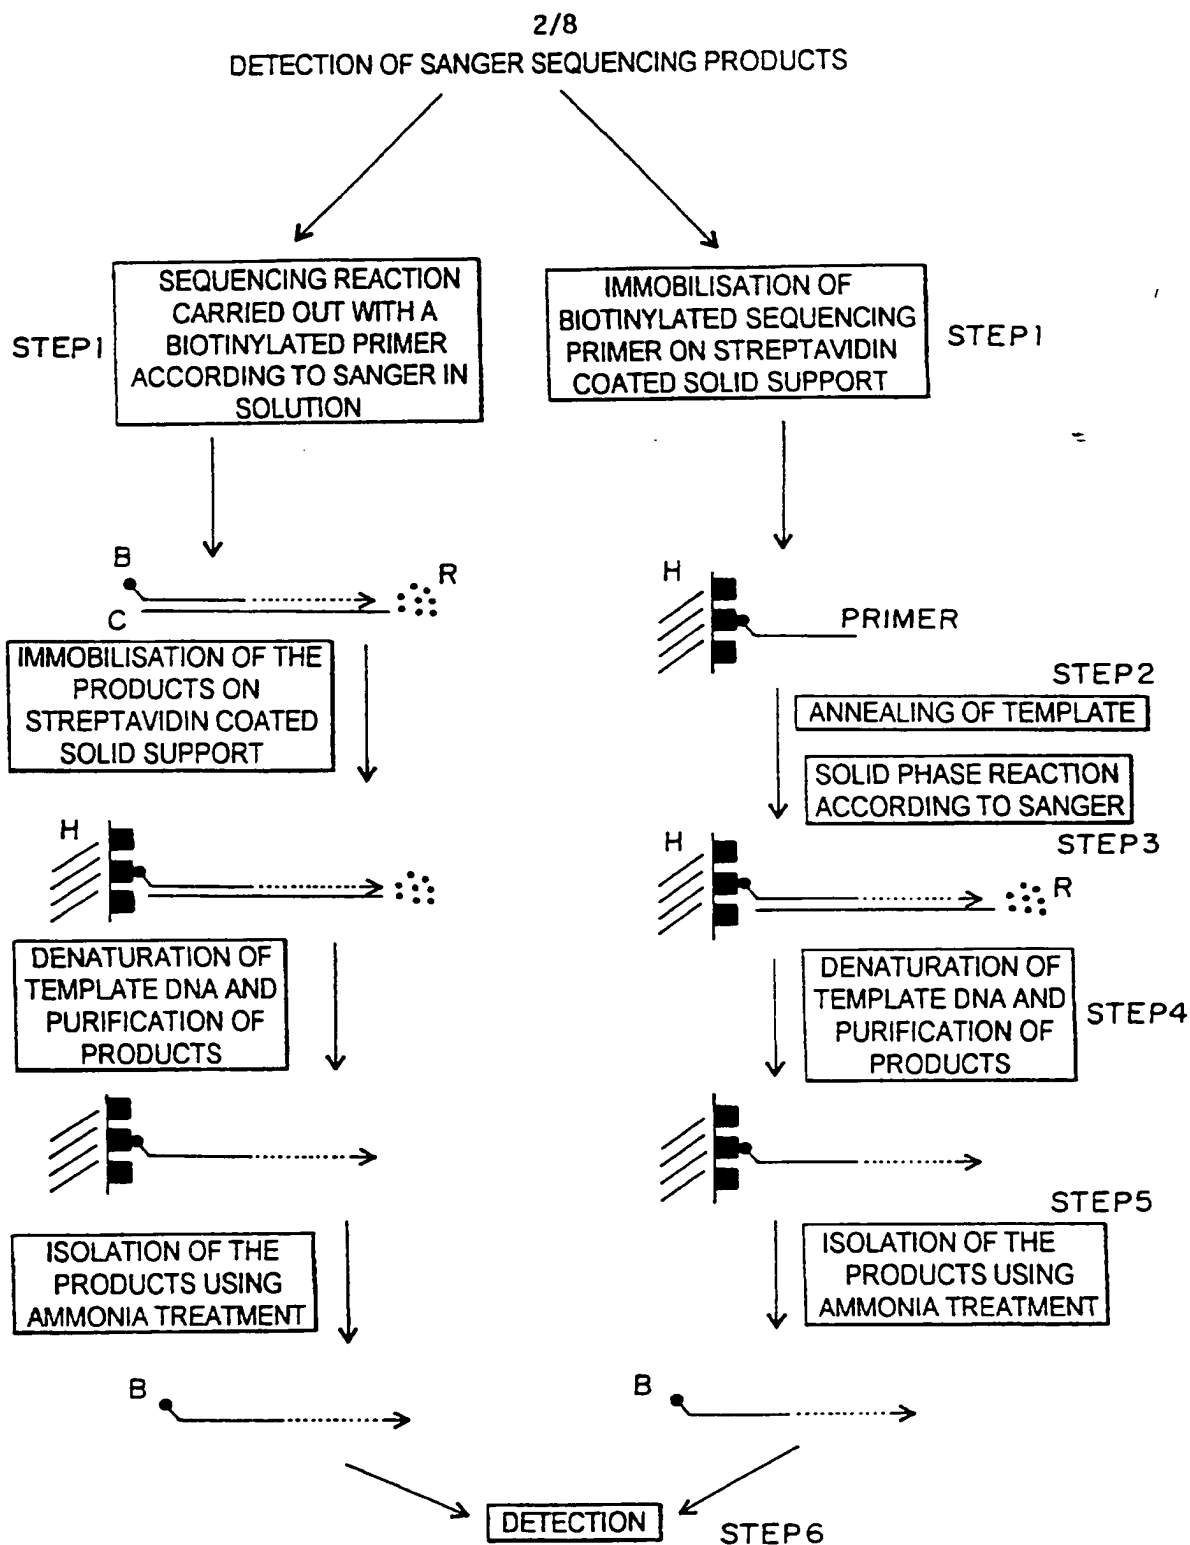 2/8
DETECTION OF SANGER SEQUENCING PRODUCTS
STEP1
SEQUENCING REACTION
CARRIED OUT WITH A
BIOTINYLATED PRIMER
ACCORDING TO SANGER IN
SOLUTION
IMMOBILISATION OF
BIOTINYLATED SEQUENCING
PRIMER ON STREPTAVIDIN
COATED SOLID SUPPORT
STEP1
B
R
C
H
PRIMER
IMMOBILISATION OF THE
PRODUCTS ON
STREPTAVIDIN COATED
SOLID SUPPORT
STEP2
ANNEALING OF TEMPLATE
SOLID PHASE REACTION
ACCORDING TO SANGER
STEP3
H
H
R
DENATURATION OF
TEMPLATE DNA AND
PURIFICATION OF
PRODUCTS
DENATURATION OF
TEMPLATE DNA AND
PURIFICATION OF
PRODUCTS
STEP4
STEP5
ISOLATION OF THE
PRODUCTS USING
AMMONIA TREATMENT
ISOLATION OF THE
PRODUCTS USING
AMMONIA TREATMENT
B
B
DETECTION
STEP6